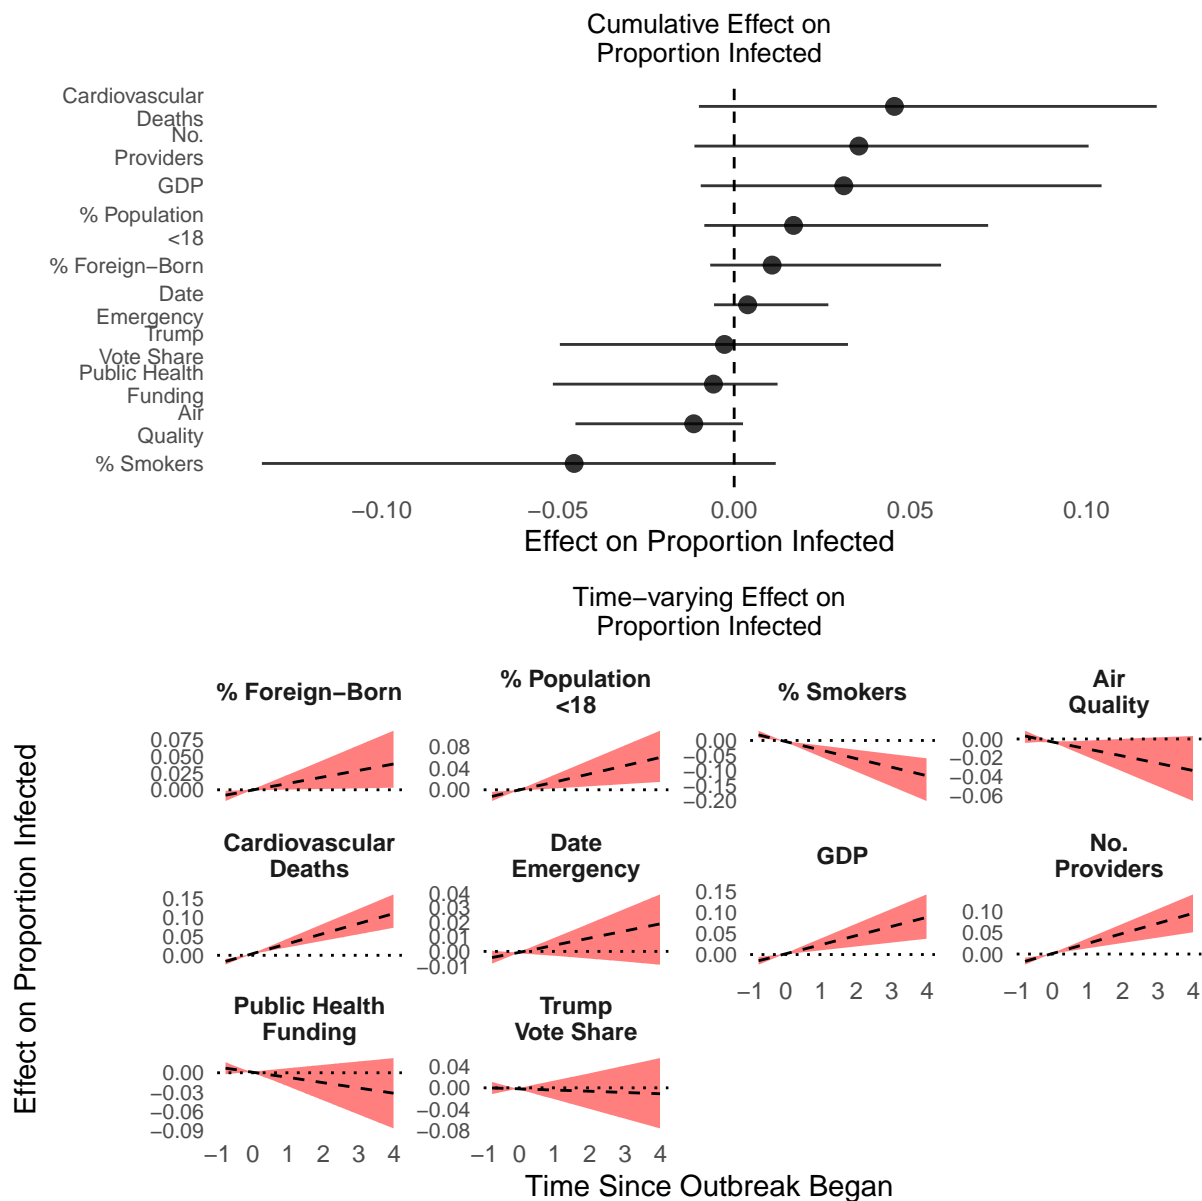 Cumulative Effect on
Proportion Infected
Cardiovascular
Deaths
No.
Providers
GDP
% Population
<18
% Foreign−Born
Date
Emergency
Trump
Vote Share
Public Health
Funding
Air
Quality
% Smokers
−0.10 −0.05 0.00 0.05 0.10
Effect on Proportion Infected
Time−varying Effect on
Proportion Infected
Effect on Proportion Infected
% Foreign−Born
0.075
0.050
0.025
0.000
% Population
<18
0.08
0.04
0.00
% Smokers
0.00
−0.05
−0.10
−0.15
−0.20
Air
Quality
0.00
−0.02
−0.04
−0.06
Cardiovascular
Deaths
0.15
0.10
0.05
0.00
Date
Emergency
0.04
0.03
0.02
0.01
0.00
−0.01
GDP
0.15
0.10
0.05
0.00
−1 0 1 2 3 4
No.
Providers
0.10
0.05
0.00
−1 0 1 2 3 4
Public Health
Funding
0.00
−0.03
−0.06
−0.09
−1 0 1 2 3 4
Trump
Vote Share
0.04
0.00
−0.04
−0.08
−1 0 1 2 3 4
Time Since Outbreak Began